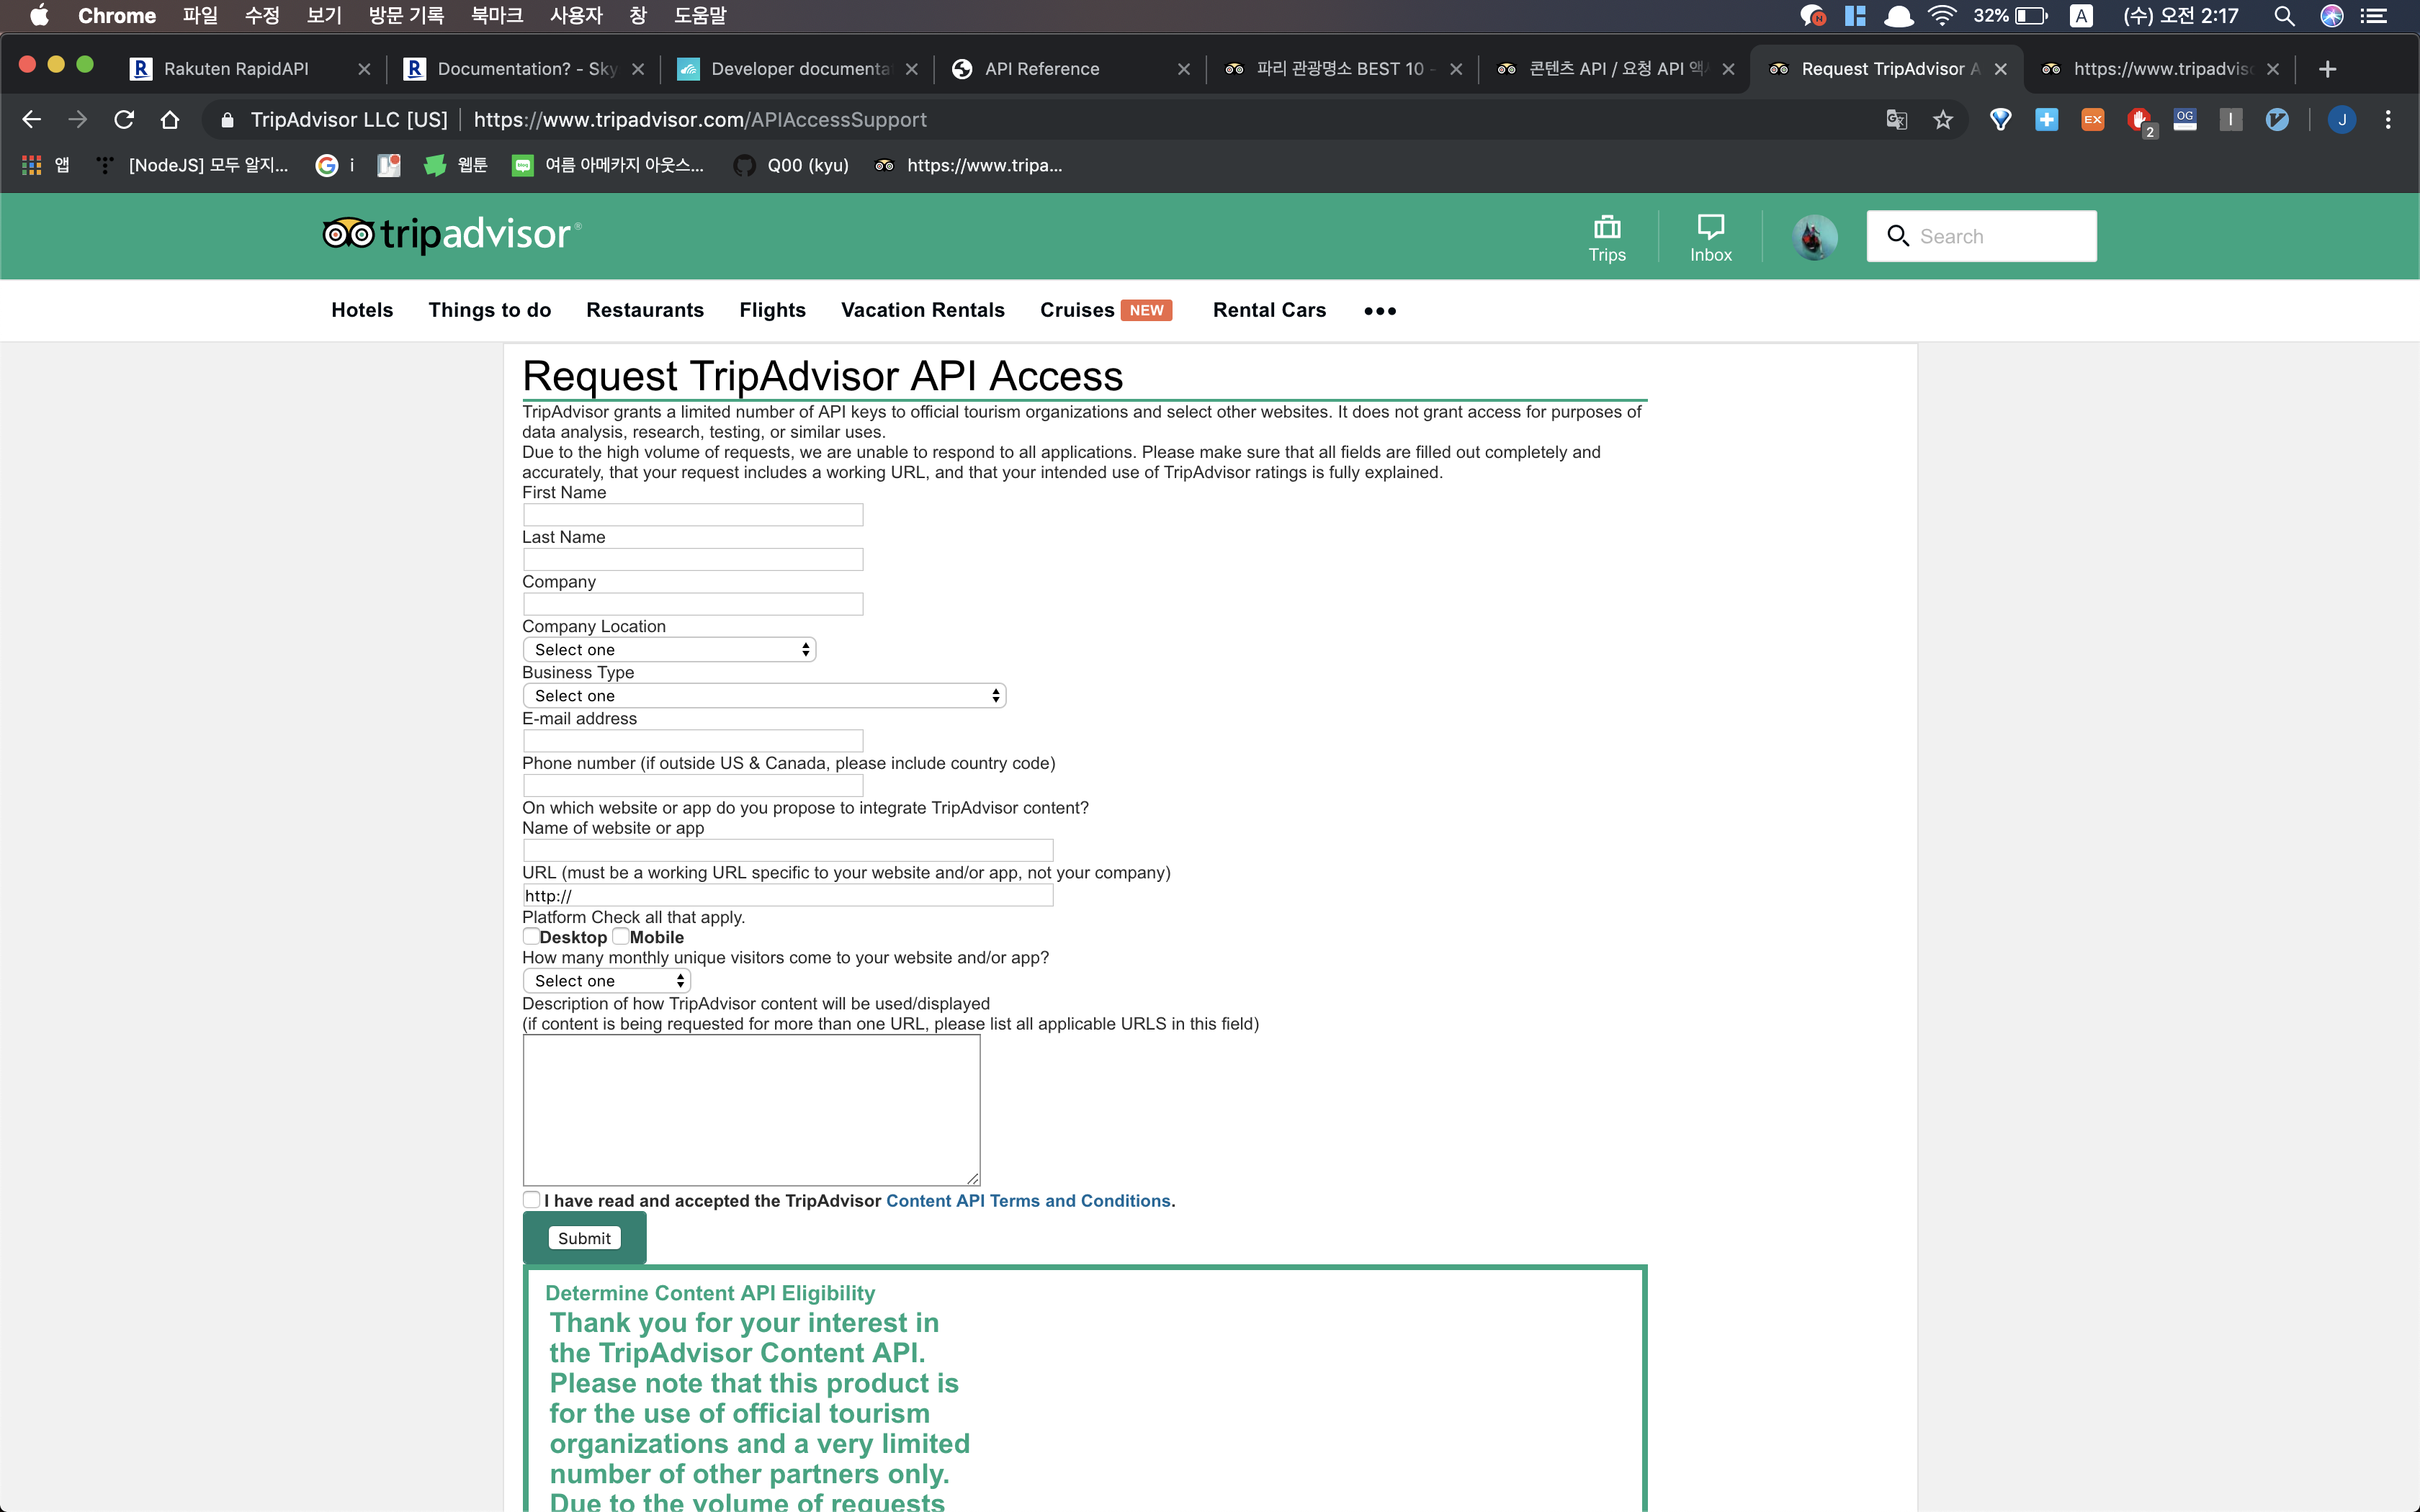 Chrome 파일 수정 보기 방문 기록 북마크 사용자 창 도움말 32% A (수) 오전 2:17
Rakuten RapidAPI
Documentation? - Sky
Developer documenta
API Reference
파리 관광명소 BEST 10 -
콘텐츠 API / 요청 API 액
Request TripAdvisor A
https://www.tripadvis
TripAdvisor LLC [US] https://www.tripadvisor.com/APIAccessSupport
EX 2 OG I J
앱 [NodeJS] 모두 알지... i 웹툰 여름 아메카지 아웃스... Q00 (kyu) https://www.tripa...
tripadvisor®
Trips
Inbox
Search
Hotels Things to do Restaurants Flights Vacation Rentals Cruises NEW Rental Cars •••
Request TripAdvisor API Access
TripAdvisor grants a limited number of API keys to official tourism organizations and select other websites. It does not grant access for purposes of
data analysis, research, testing, or similar uses.
Due to the high volume of requests, we are unable to respond to all applications. Please make sure that all fields are filled out completely and
accurately, that your request includes a working URL, and that your intended use of TripAdvisor ratings is fully explained.
First Name
Last Name
Company
Company Location
Select one
Business Type
Select one
E-mail address
Phone number (if outside US & Canada, please include country code)
On which website or app do you propose to integrate TripAdvisor content?
Name of website or app
URL (must be a working URL specific to your website and/or app, not your company)
http://
Platform Check all that apply.
Desktop Mobile
How many monthly unique visitors come to your website and/or app?
Select one
Description of how TripAdvisor content will be used/displayed
(if content is being requested for more than one URL, please list all applicable URLS in this field)
I have read and accepted the TripAdvisor Content API Terms and Conditions.
Submit
Determine Content API Eligibility
Thank you for your interest in
the TripAdvisor Content API.
Please note that this product is
for the use of official tourism
organizations and a very limited
number of other partners only.
Due to the volume of requests